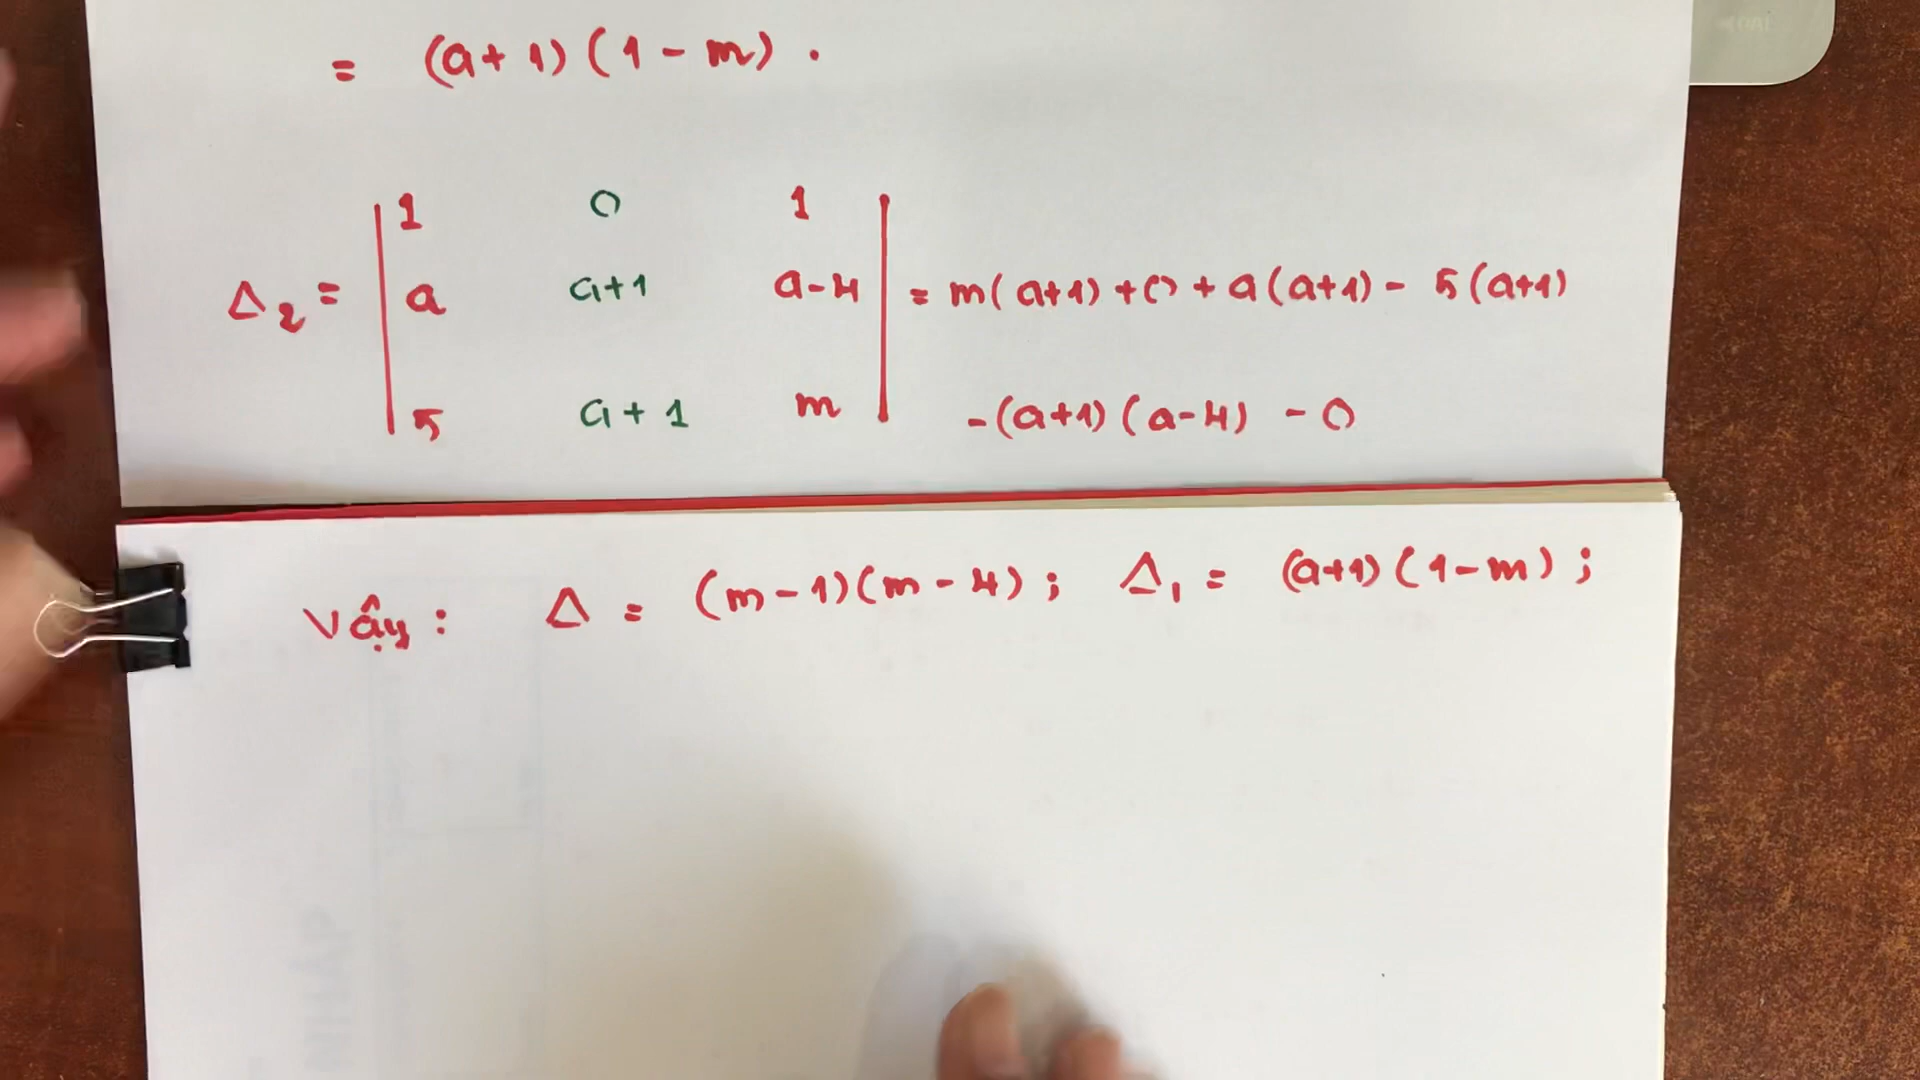 = (a+1)(1-m).
1 0 1
Δ₂ = a a+1 a-4 = m(a+1)+0+a(a+1)-5(a+1)
5 a+1 m -(a+1)(a-4) -0
Vậy: Δ = (m-1)(m-4); Δ₁ = (a+1)(1-m);